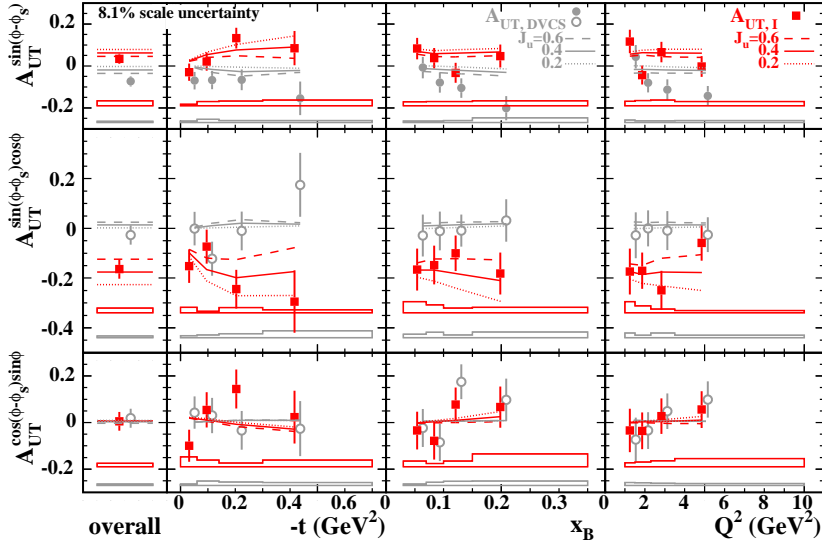 8.1% scale uncertainty
A_UT,DVCS A_UT,I
J_u=0.6 J_u=0.6
0.4 0.4
0.2 0.2
A_UT^sin(ϕ-ϕ_s)
0.2
0
-0.2
A_UT^sin(ϕ-ϕ_s)cosϕ
0.2
0
-0.2
-0.4
A_UT^cos(ϕ-ϕ_s)sinϕ
0.2
0
-0.2
0 0.2 0.4 0.6 0.1 0.2 0.3 2 4 6 8 10
overall -t (GeV²) x_B Q² (GeV²)